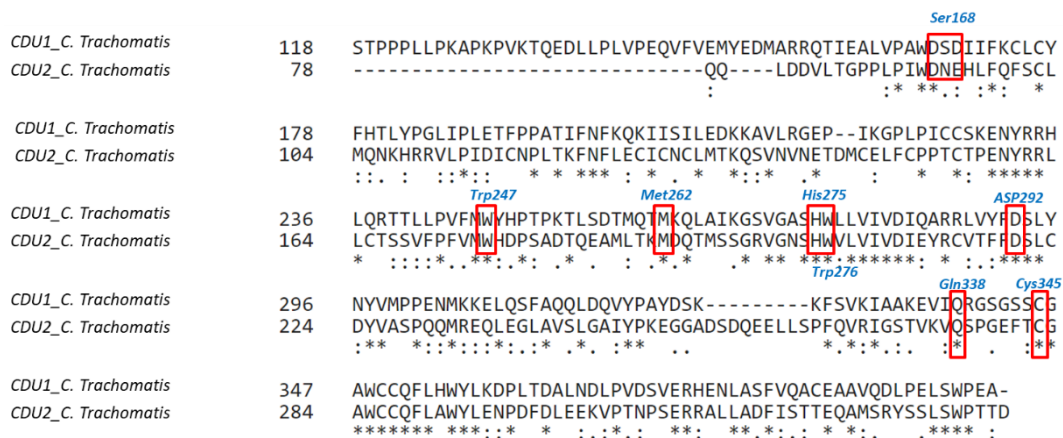 Ser168
CDU1_C. Trachomatis 118 STPPPLLPKAPKPVKTQEDLLPLVPEQVFVEMYEDMARRQTIEALVPAWDSDIIFKCLCY
CDU2_C. Trachomatis 78 -----------------------------QQ----LDDVLTGPPLPIWDNEHLFQFSCL
: :* **.: :* *
CDU1_C. Trachomatis 178 FHTLYPGLIPLETFPPATIFNFKQKIISILEDKKAVLRGEP--IKGPLPICCSKENYRRH
CDU2_C. Trachomatis 104 MQNKHRRVLPIDICNPLTKFNFLECICNCLMTKQSVNVNETDMCELFCPPTCTPENYRRL
::. : ::*:: * * *** : * . * *::* .* : * *: *****
Trp247 Met262 His275 ASP292
CDU1_C. Trachomatis 236 LQRTTLLPVFMWYHPTPKTLSDTMQTMKQLAIKGSVGASHWLLVIVDIQARRLVYFDSLY
CDU2_C. Trachomatis 164 LCTSSVFPFVMWHDPSADTQEAMLTKMDQTMSSGRVGNSHWVLVIVDIEYRCVTFFDSLC
* ::::*..**:.*:. * . : .*.* .* ** ***:******: * :.:****
Trp276 Gln338 Cys345
CDU1_C. Trachomatis 296 NYVMPPENMKKELQSFAQQLDQVYPAYDSK---------KFSVKIAAKEVIQRGSGSSCG
CDU2_C. Trachomatis 224 DYVASPQQMREQLEGLAVSLGAIYPKEGGADSDQEELLSPFQVRIGSTVKVQSPGEFTCG
:** *::*:::*:.:* .*. :** .. *.*:*.:. :* . :**
CDU1_C. Trachomatis 347 AWCCQFLHWYLKDPLTDALNDLPVDSVERHENLASFVQACEAAVQDLPELSWPEA-
CDU2_C. Trachomatis 284 AWCCQFLAWYLENPDFDLEEKVPTNPSERRALLADFISTTEQAMSRYSSLSWPTTD
******* ***::* * :.:*.: **: **.*:.: * *:. .**** :